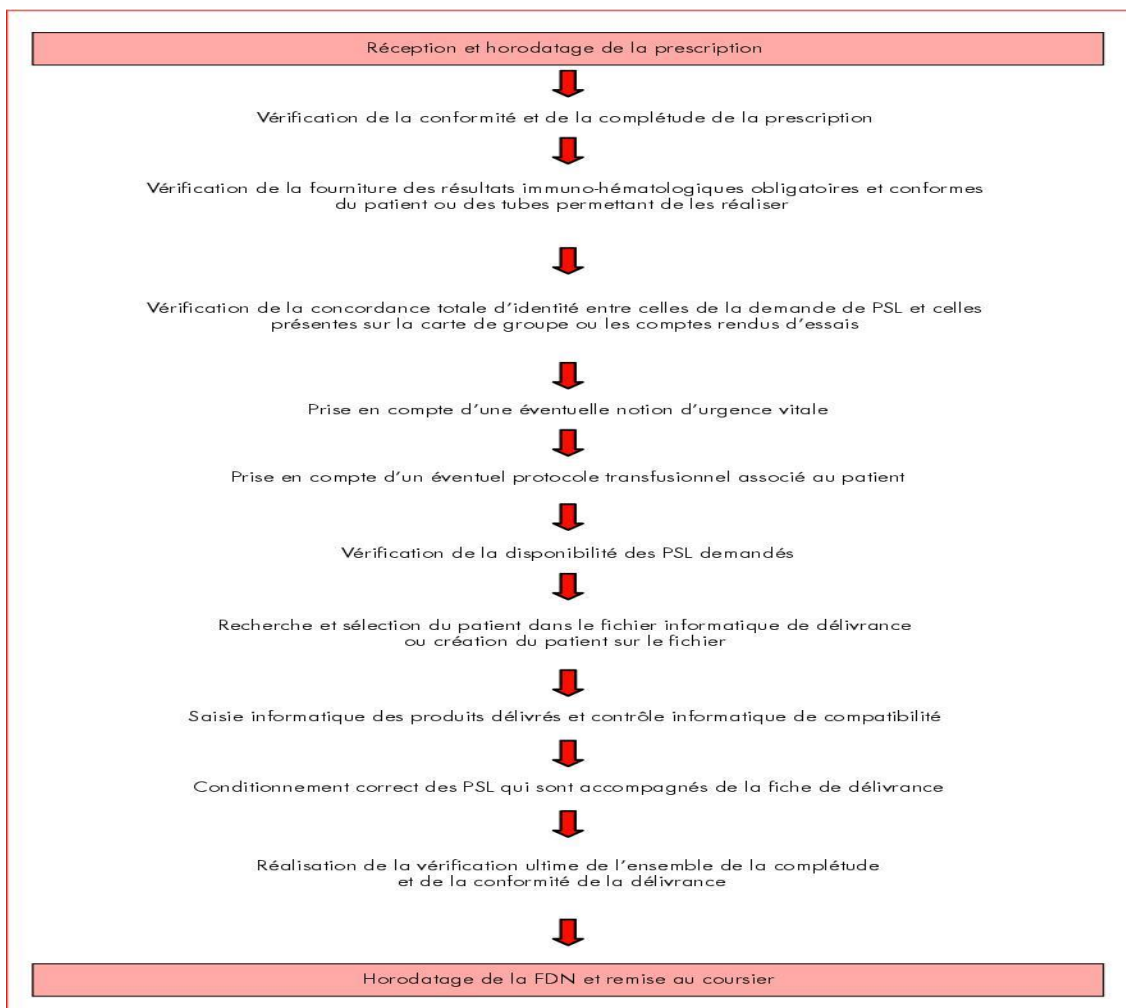 Réception et horodatage de la prescription
Vérification de la conformité et de la complétude de la prescription
Vérification de la fourniture des résultats immuno-hématologiques obligatoires et conformes
du patient ou des tubes permettant de les réaliser
Vérification de la concordance totale d'identité entre celles de la demande de PSL et celles
présentes sur la carte de groupe ou les comptes rendus d'essais
Prise en compte d'une éventuelle notion d'urgence vitale
Prise en compte d'un éventuel protocole transfusionnel associé au patient
Vérification de la disponibilité des PSL demandés
Recherche et sélection du patient dans le fichier informatique de délivrance
ou création du patient sur le fichier
Saisie informatique des produits délivrés et contrôle informatique de compatibilité
Conditionnement correct des PSL qui sont accompagnés de la fiche de délivrance
Réalisation de la vérification ultime de l'ensemble de la complétude
et de la conformité de la délivrance
Horodatage de la FDN et remise au coursier